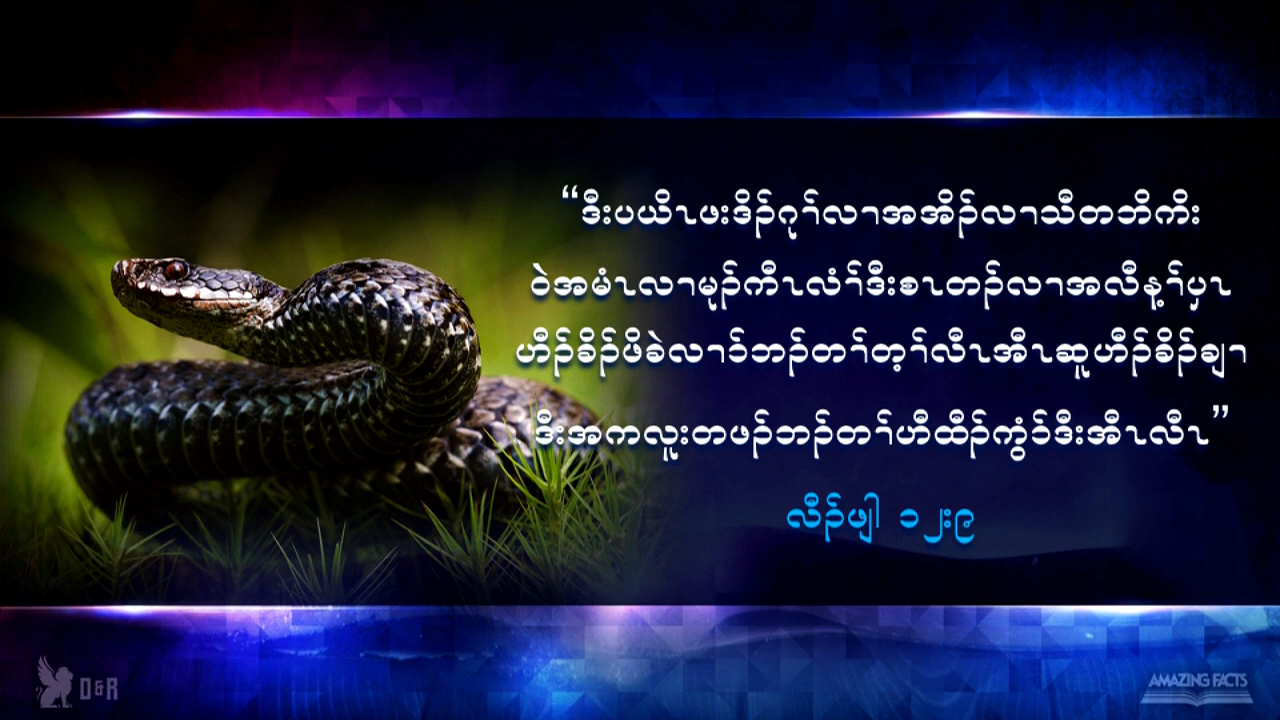 “ဒီးပယိၤဖးဒိၣ်ဂုၢ်လၢအအိၣ်လၢသီတဘိကိး
ဝဲအမံၤလၢမုၣ်ကီၤလံၢ်ဒီးစၤတၣ်လၢအလီန့ၢ်ပှၤ
ဟီၣ်ခိၣ်ဖိခဲလၢာ်ဘၣ်တၢ်တ့ၢ်လီၤအီၤဆူဟီၣ်ခိၣ်ချၢ
ဒီးအကလူးတဖၣ်ဘၣ်တၢ်ဟီထီၣ်ကွံာ်ဒီးအီၤလီၤ”
လီၣ်ဖျါ ၁၂း၉
D&R
AMAZING FACTS